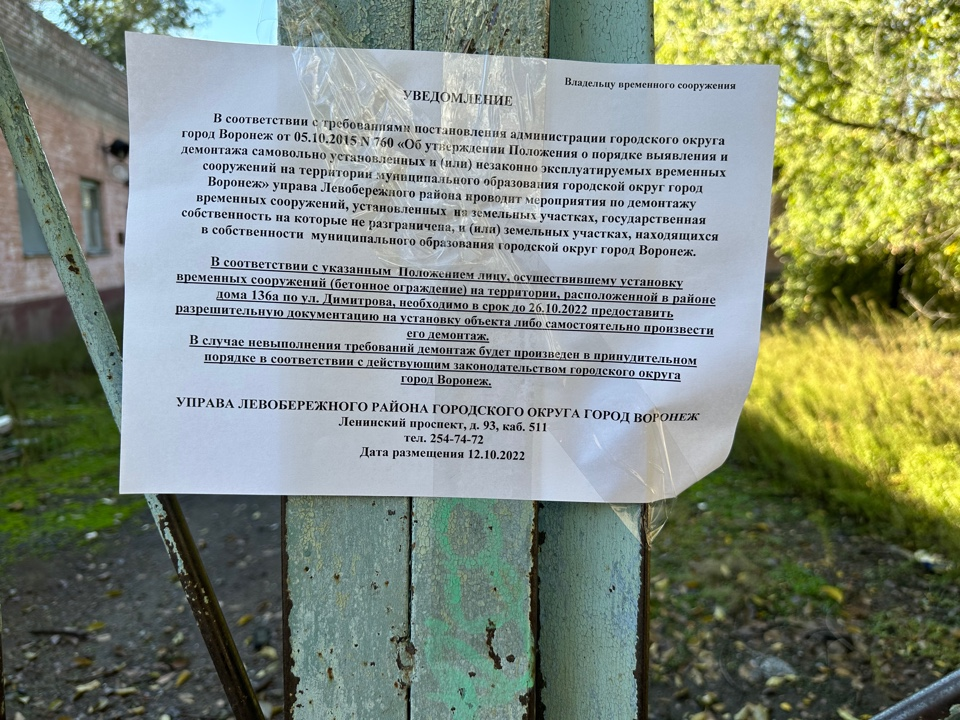 Владельцу временного сооружения
УВЕДОМЛЕНИЕ
В соответствии с требованиями постановления администрации городского округа
город Воронеж от 05.10.2015 N 760 «Об утверждении Положения о порядке выявления и
демонтажа самовольно установленных и (или) незаконно эксплуатируемых временных
сооружений на территории муниципального образования городской округ город
Воронеж» управа Левобережного района проводит мероприятия по демонтажу
временных сооружений, установленных на земельных участках, государственная
собственность на которые не разграничена, и (или) земельных участках, находящихся
в собственности муниципального образования городской округ город Воронеж.
В соответствии с указанным Положением лицу, осуществившему установку
временных сооружений (бетонное ограждение) на территории, расположенной в районе
дома 136а по ул. Димитрова, необходимо в срок до 26.10.2022 предоставить
разрешительную документацию на установку объекта либо самостоятельно произвести
его демонтаж.
В случае невыполнения требований демонтаж будет произведен в принудительном
порядке в соответствии с действующим законодательством городского округа
город Воронеж.
УПРАВА ЛЕВОБЕРЕЖНОГО РАЙОНА ГОРОДСКОГО ОКРУГА ГОРОД ВОРОНЕЖ
Ленинский проспект, д. 93, каб. 511
тел. 254-74-72
Дата размещения 12.10.2022